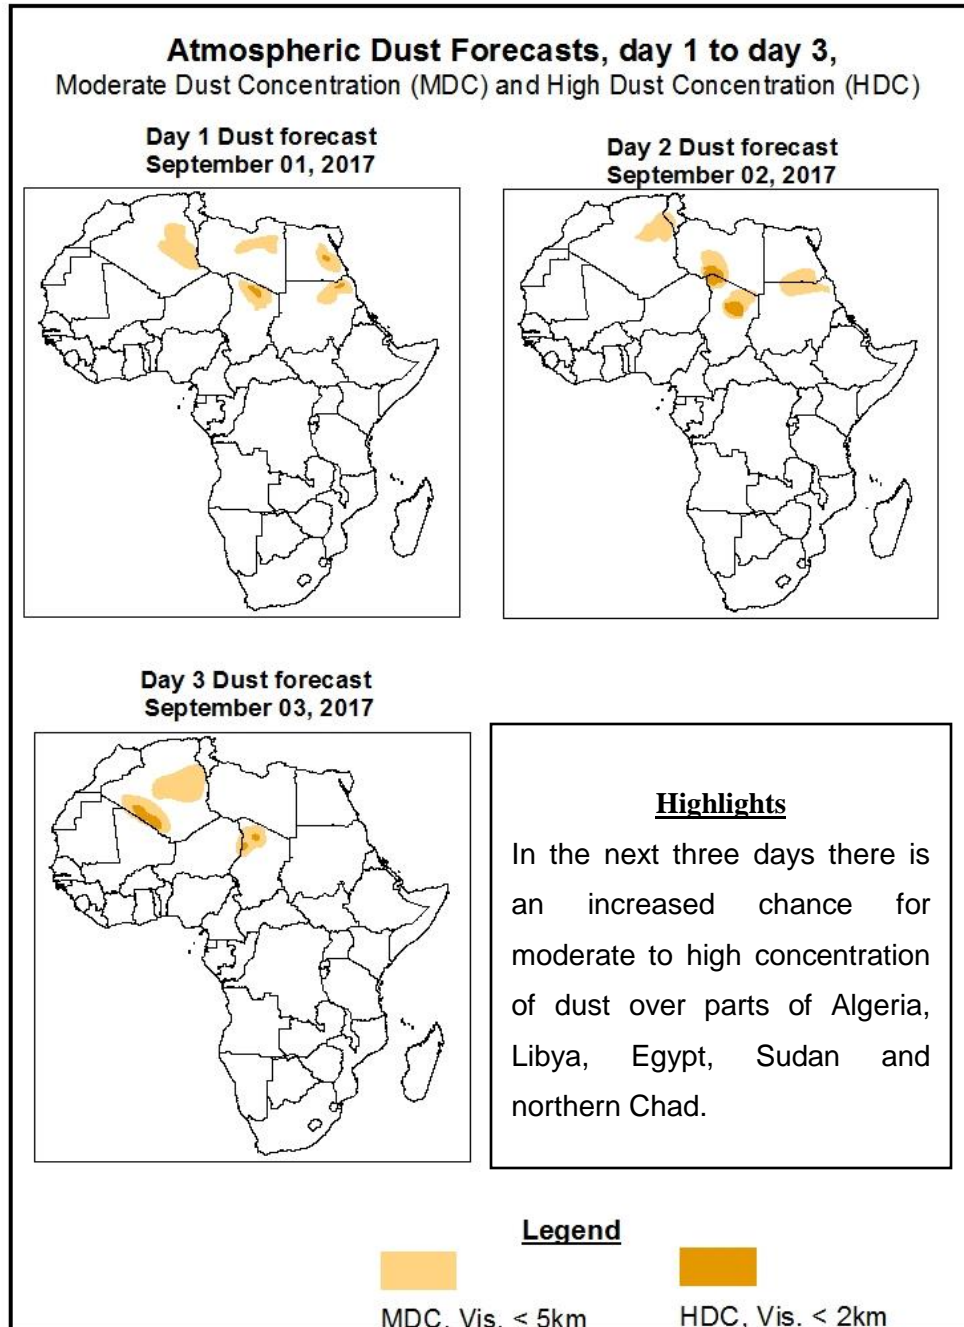 Atmospheric Dust Forecasts, day 1 to day 3,
Moderate Dust Concentration (MDC) and High Dust Concentration (HDC)
Day 1 Dust forecast
September 01, 2017
Day 2 Dust forecast
September 02, 2017
Day 3 Dust forecast
September 03, 2017
Highlights
In the next three days there is
an increased chance for
moderate to high concentration
of dust over parts of Algeria,
Libya, Egypt, Sudan and
northern Chad.
Legend
MDC, Vis. < 5km
HDC, Vis. < 2km